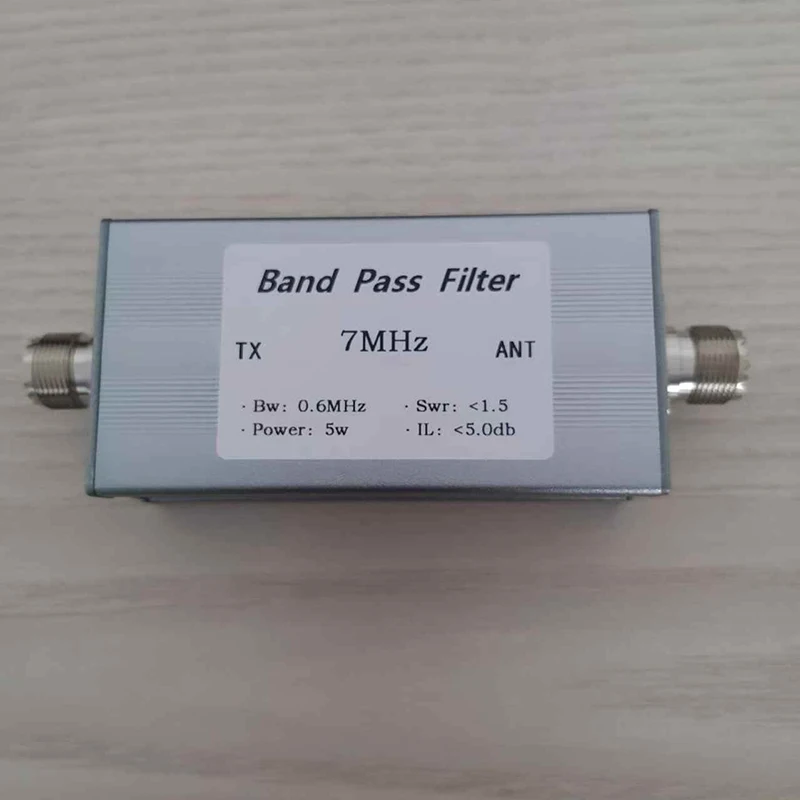 Band Pass Filter
TX 7MHz ANT
· Bw: 0.6MHz · Swr: <1.5
· Power: 5w · IL: <5.0db